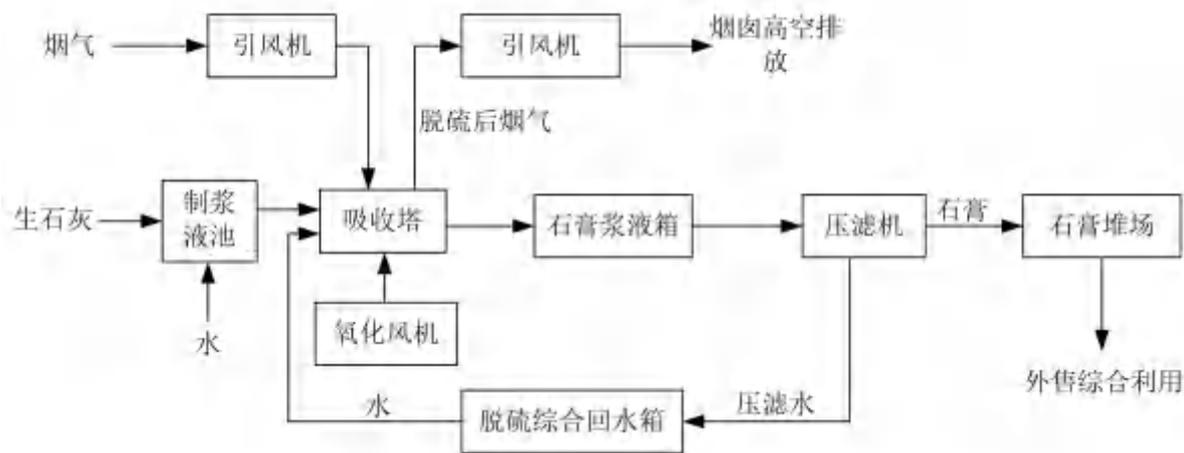 烟气
引风机
引风机
烟囱高空排
放
脱硫后烟气
生石灰
制浆
液池
吸收塔
石膏浆液箱
压滤机
石膏
石膏堆场
水
氧化风机
外售综合利用
水
脱硫综合回水箱
压滤水